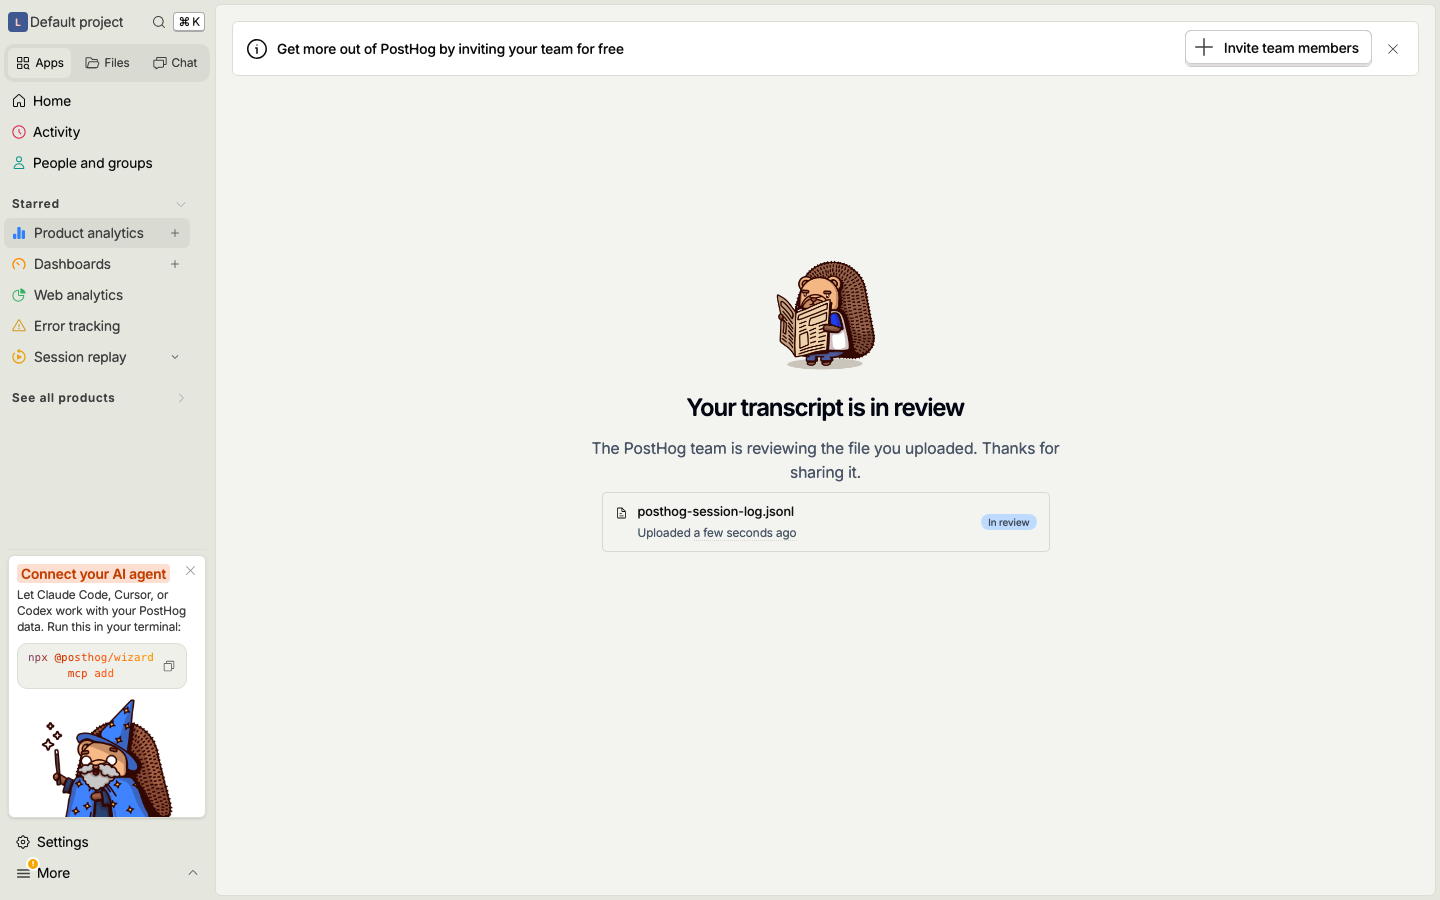 L Default project ⌘ K
Apps Files Chat
Home
Activity
People and groups
Starred
Product analytics
Dashboards
Web analytics
Error tracking
Session replay
See all products
Connect your AI agent
Let Claude Code, Cursor, or
Codex work with your PostHog
data. Run this in your terminal:
npx @posthog/wizard
mcp add
Settings
More
Get more out of PostHog by inviting your team for free
Invite team members
Your transcript is in review
The PostHog team is reviewing the file you uploaded. Thanks for
sharing it.
posthog-session-log.jsonl
Uploaded a few seconds ago
In review